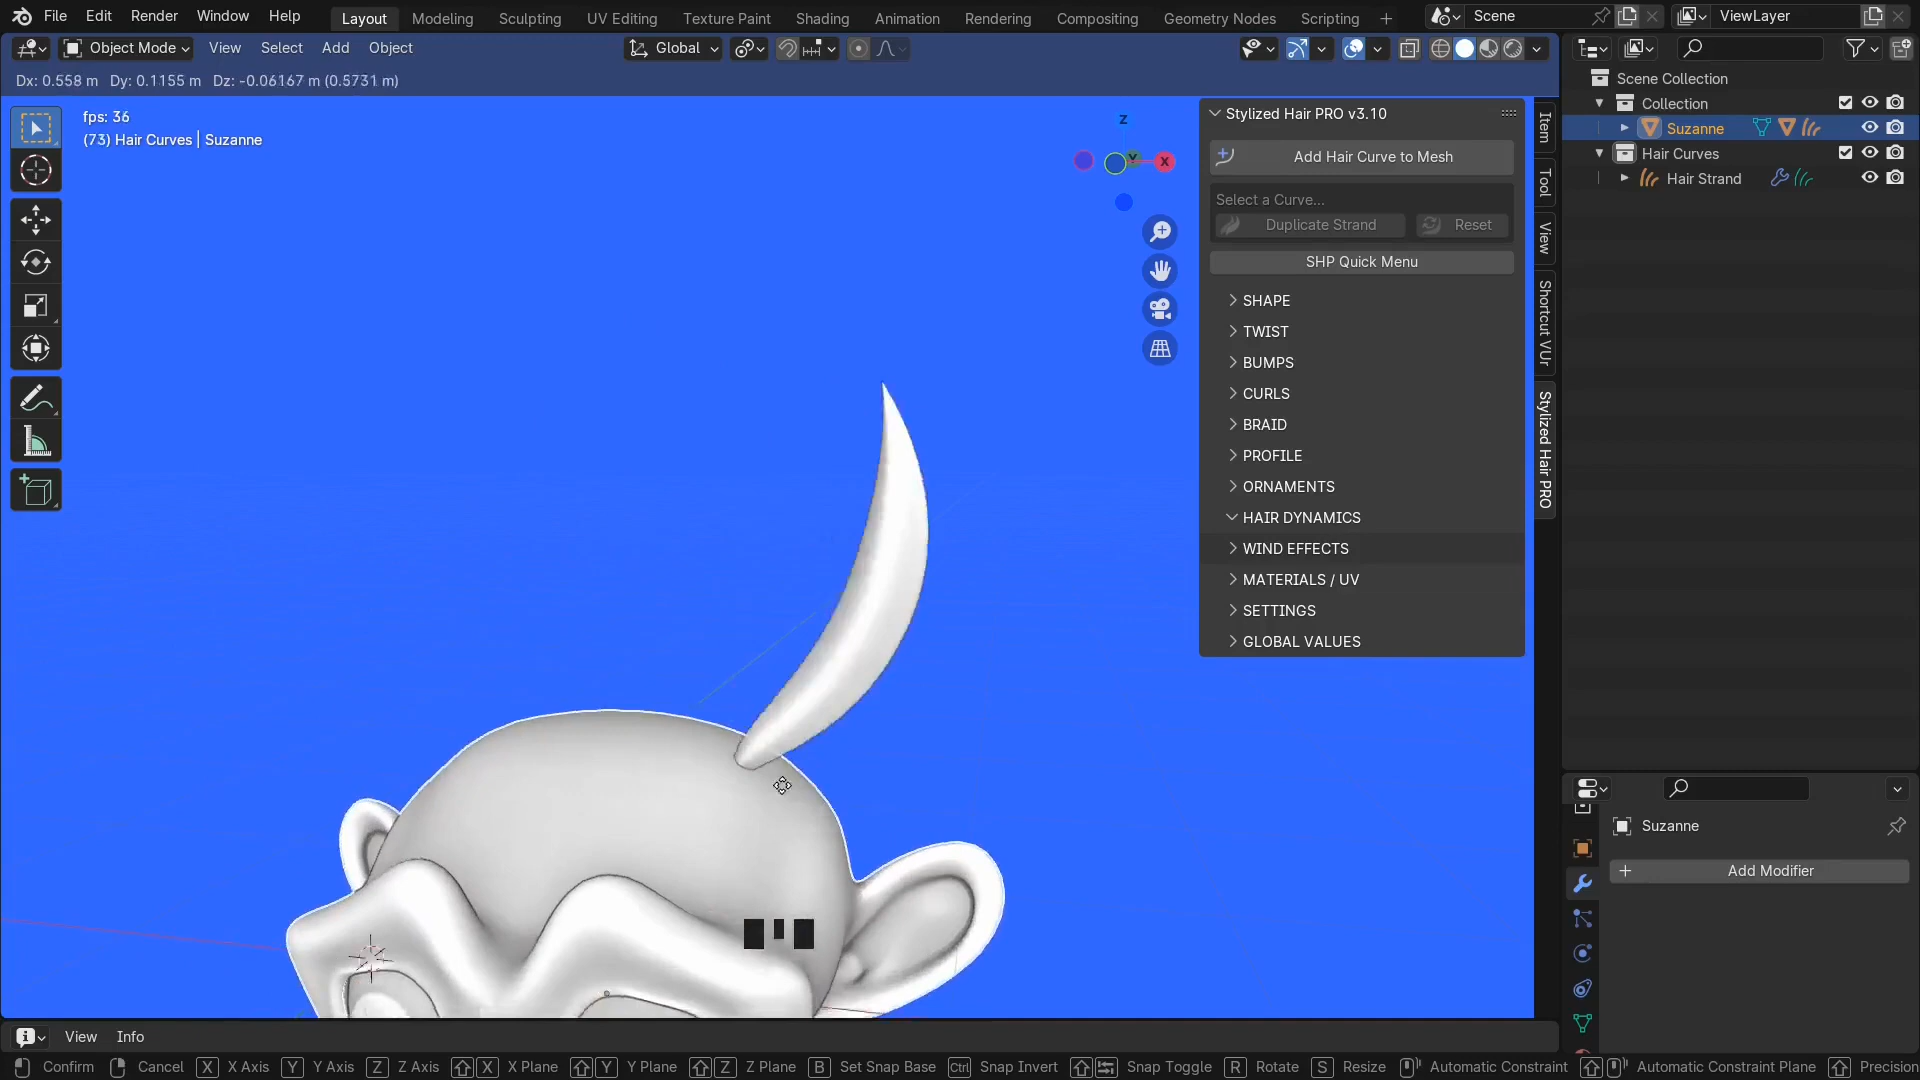 File Edit Render Window Help Layout Modeling Sculpting UV Editing Texture Paint Shading Animation Rendering Compositing Geometry Nodes Scripting Scene ViewLayer
Object Mode View Select Add Object Global
Dx: 0.558 m Dy: 0.1155 m Dz: -0.06167 m (0.5731 m)
fps: 36
(73) Hair Curves | Suzanne
Z
Y
X
Stylized Hair PRO v3.10
Add Hair Curve to Mesh
Select a Curve...
Duplicate Strand Reset
SHP Quick Menu
SHAPE
TWIST
BUMPS
CURLS
BRAID
PROFILE
ORNAMENTS
HAIR DYNAMICS
WIND EFFECTS
MATERIALS / UV
SETTINGS
GLOBAL VALUES
Item
Tool
View
Shortcut VUr
Stylized Hair PRO
Scene Collection
Collection
Suzanne
Hair Curves
Hair Strand
Suzanne
Add Modifier
View Info
Confirm Cancel X X Axis Y Y Axis Z Z Axis X X Plane Y Y Plane Z Z Plane B Set Snap Base Ctrl Snap Invert Snap Toggle R Rotate S Resize Automatic Constraint Automatic Constraint Plane Precision